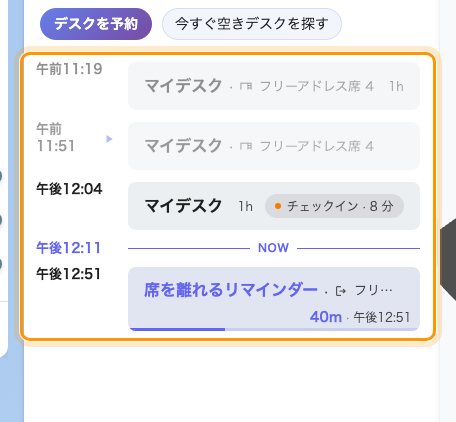 デスクを予約 今すぐ空きデスクを探す
午前11:19 マイデスク · フリーアドレス席 4 1h
午前
11:51 マイデスク · フリーアドレス席 4
午後12:04 マイデスク 1h チェックイン · 8 分
午後12:11 NOW
午後12:51 席を離れるリマインダー · フリ…
40m · 午後12:51